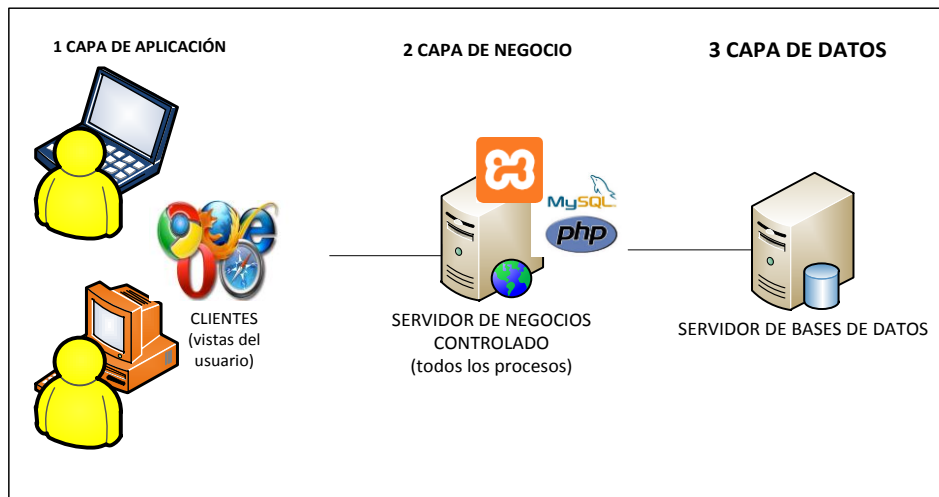 1 CAPA DE APLICACIÓN
2 CAPA DE NEGOCIO
3 CAPA DE DATOS
MySQL
php
CLIENTES
(vistas del
usuario)
SERVIDOR DE NEGOCIOS
CONTROLADO
(todos los procesos)
SERVIDOR DE BASES DE DATOS